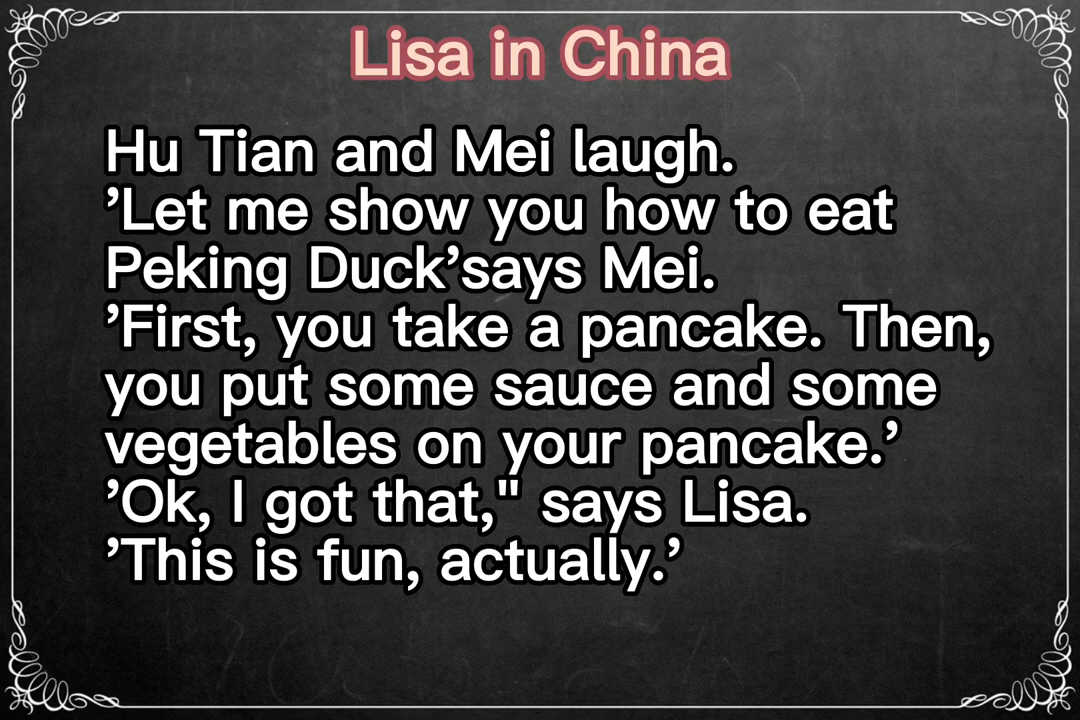 Lisa in China
Hu Tian and Mei laugh.
’Let me show you how to eat
Peking Duck’says Mei.
’First, you take a pancake. Then,
you put some sauce and some
vegetables on your pancake.’
’Ok, I got that," says Lisa.
’This is fun, actually.’